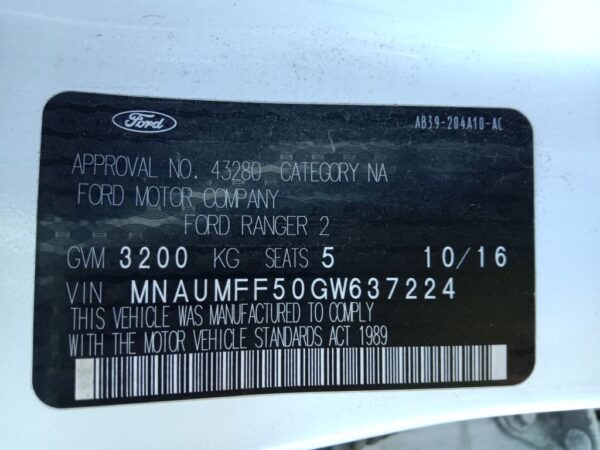 Ford
AB39-204A10-AC
APPROVAL NO. 43280 CATEGORY NA
FORD MOTOR COMPANY
FORD RANGER 2
GVM 3200 KG SEATS 5 10/16
VIN MNAUMFF50GW637224
THIS VEHICLE WAS MANUFACTURED TO COMPLY
WITH THE MOTOR VEHICLE STANDARDS ACT 1989